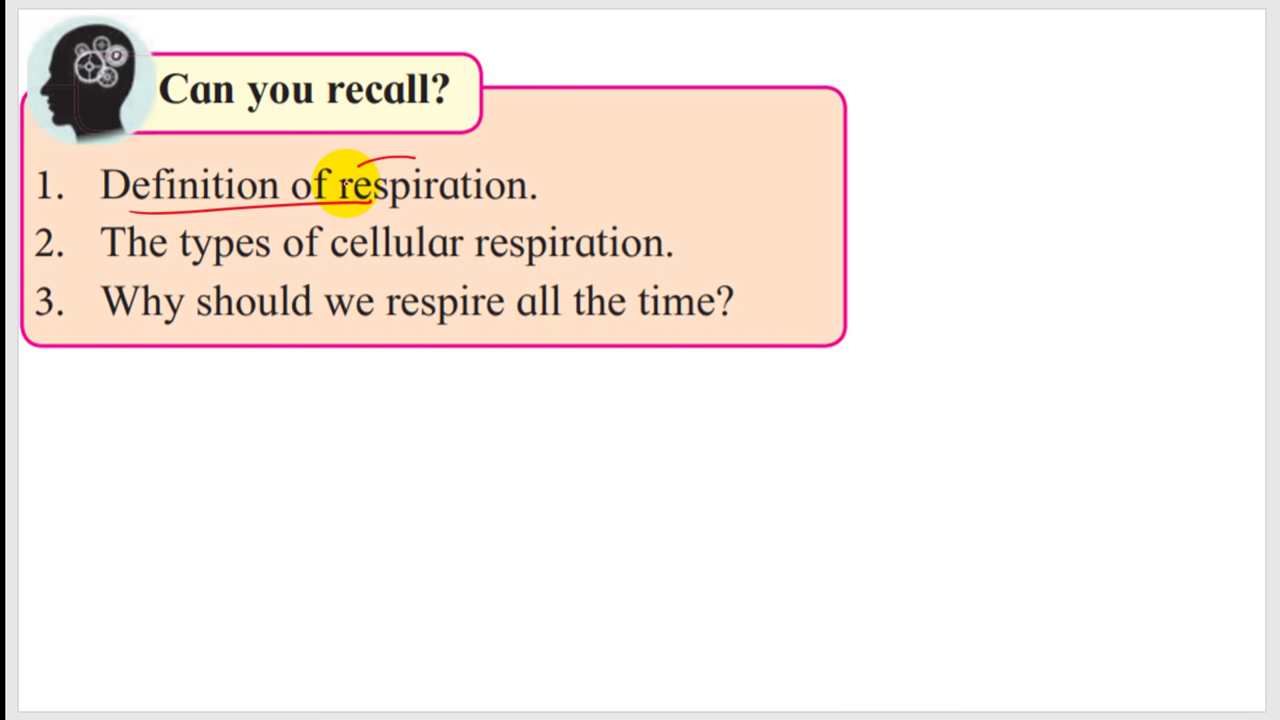 Can you recall?
1. Definition of respiration.
2. The types of cellular respiration.
3. Why should we respire all the time?